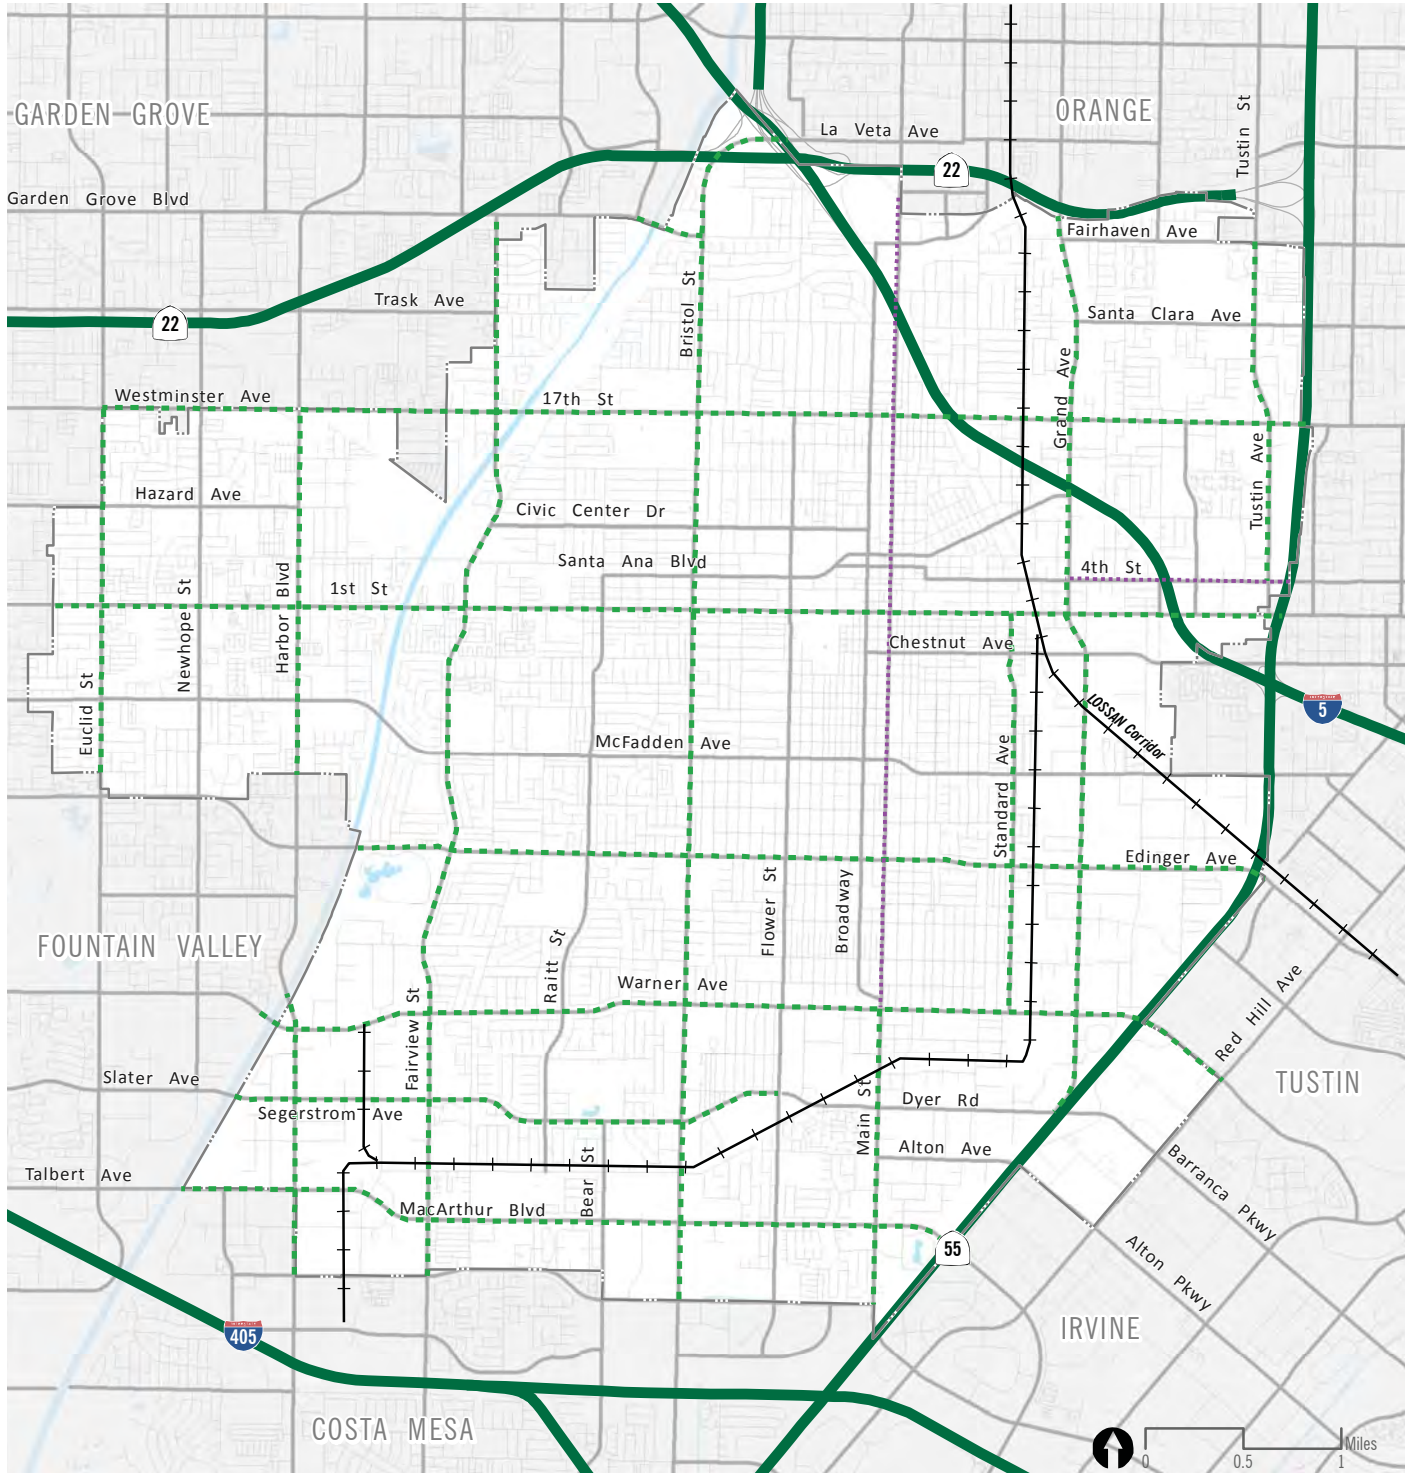 GARDEN GROVE
ORANGE
Tustin St
La Veta Ave
22
Garden Grove Blvd
Fairhaven Ave
Trask Ave
22
Bristol St
Santa Clara Ave
Grand Ave
Westminster Ave
17th St
Tustin Ave
Hazard Ave
Civic Center Dr
Santa Ana Blvd
4th St
Newhope St
Harbor Blvd
1st St
Chestnut Ave
Euclid St
LOSSAN Corridor
INTERSTATE
5
McFadden Ave
Standard Ave
Edinger Ave
Flower St
Broadway
FOUNTAIN VALLEY
Raitt St
Warner Ave
Fairview St
Red Hill Ave
Slater Ave
Segerstrom Ave
Main St
Dyer Rd
TUSTIN
Talbert Ave
Bear St
Alton Ave
Barranca Pkwy
MacArthur Blvd
55
Alton Pkwy
INTERSTATE
405
IRVINE
COSTA MESA
Miles
0 0.5 1